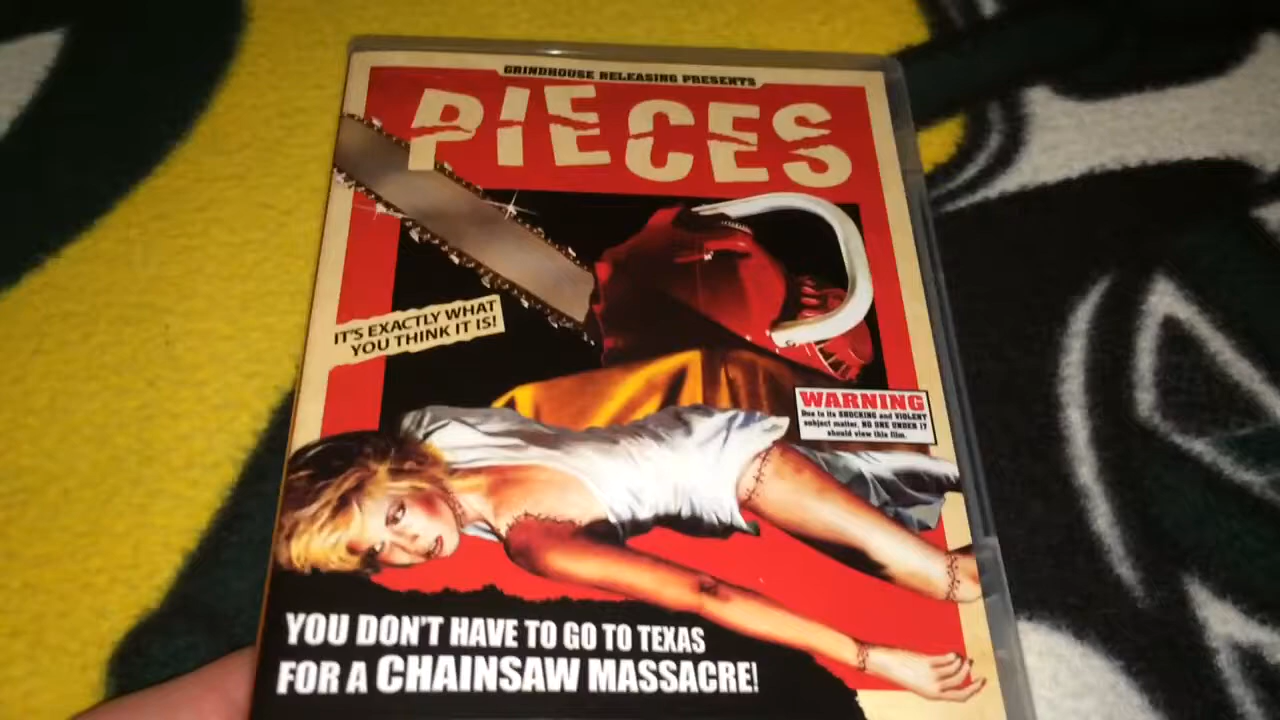 GRINDHOUSE RELEASING PRESENTS
PIECES
IT'S EXACTLY WHAT
YOU THINK IT IS!
WARNING
Due to its SHOCKING and VIOLENT
subject matter, NO ONE UNDER 17
should view this film.
YOU DON'T HAVE TO GO TO TEXAS
FOR A CHAINSAW MASSACRE!